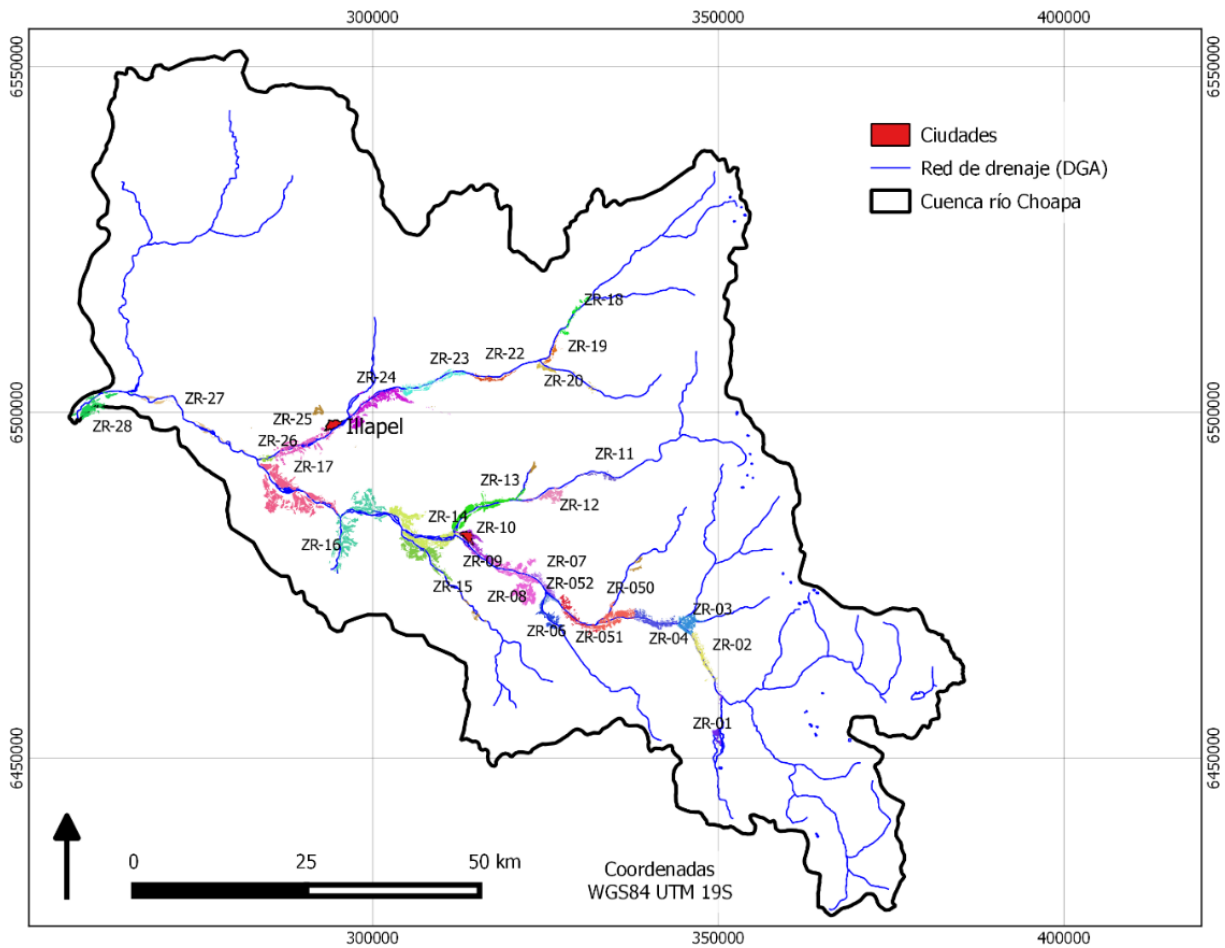 300000
350000
400000
6550000
6550000
Ciudades
Red de drenaje (DGA)
Cuenca río Choapa
ZR-18
ZR-19
ZR-22
ZR-23
ZR-20
ZR-24
ZR-27
6500000
6500000
ZR-25
Illapel
ZR-28
ZR-26
ZR-17
ZR-11
ZR-13
ZR-12
ZR-14
ZR-10
ZR-16
ZR-09
ZR-07
ZR-052
ZR-050
ZR-15
ZR-08
ZR-03
ZR-06
ZR-051
ZR-04
ZR-02
ZR-01
6450000
6450000
0
25
50 km
Coordenadas
WGS84 UTM 19S
300000
350000
400000